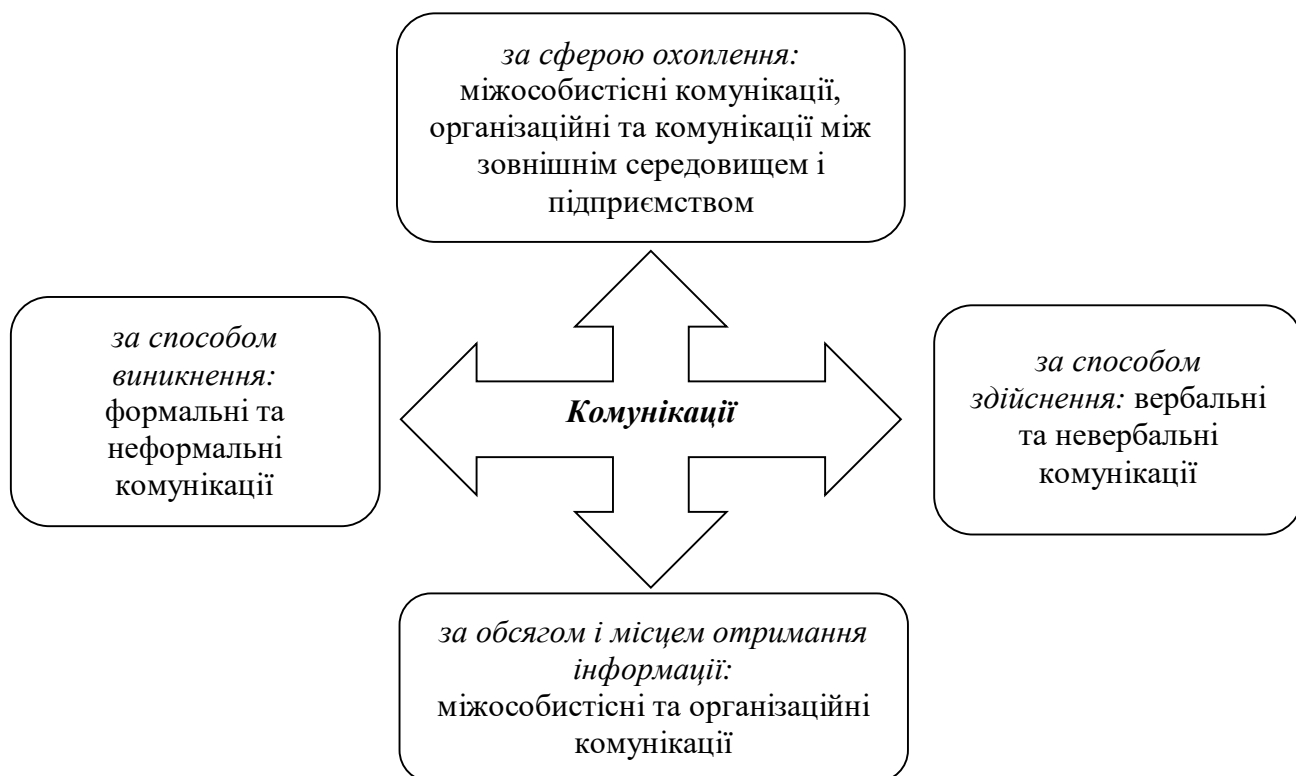 за сферою охоплення:
міжособистісні комунікації,
організаційні та комунікації між
зовнішнім середовищем і
підприємством
за способом
виникнення:
формальні та
неформальні
комунікації
Комунікації
за способом
здійснення: вербальні
та невербальні
комунікації
за обсягом і місцем отримання
інформації:
міжособистісні та організаційні
комунікації